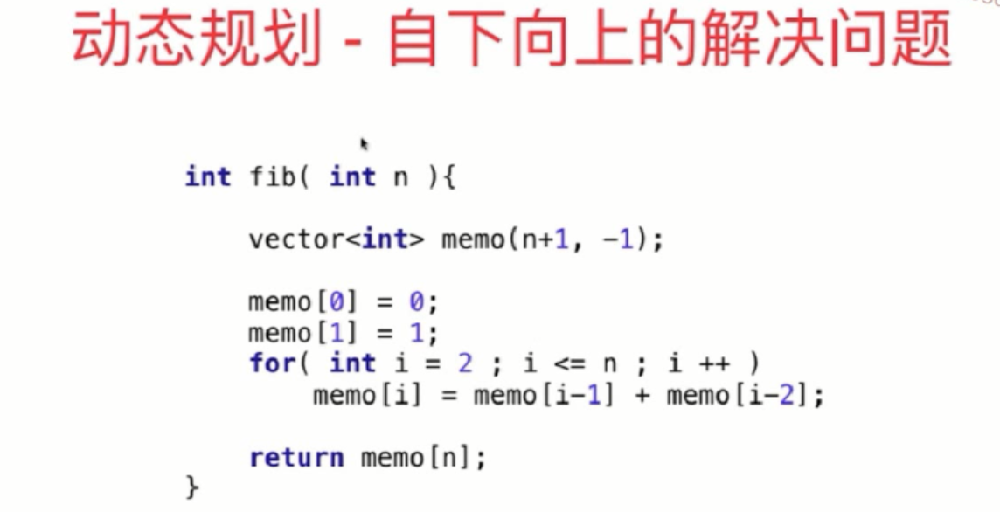 动态规划 - 自下向上的解决问题
int fib( int n ){
vector<int> memo(n+1, -1);
memo[0] = 0;
memo[1] = 1;
for( int i = 2 ; i <= n ; i ++ )
memo[i] = memo[i-1] + memo[i-2];
return memo[n];
}